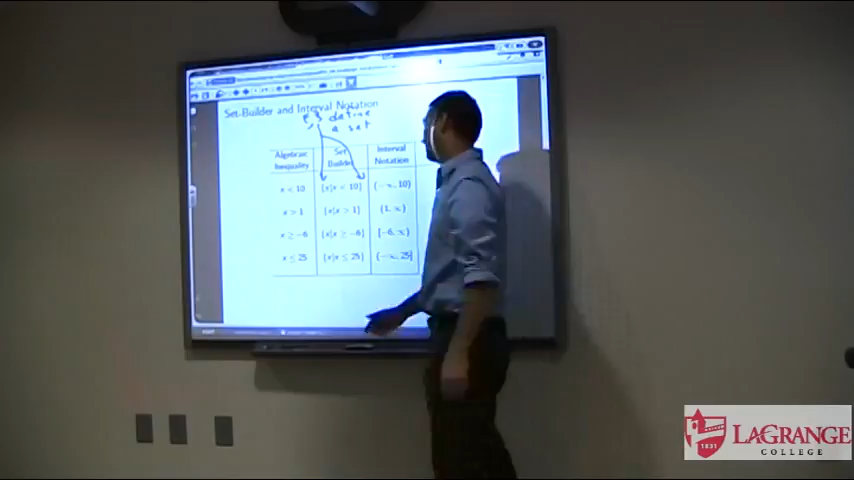 Set-Builder and Interval Notation
{ } define
a set
Algebraic Inequality | Set Builder | Interval Notation
x < 10 | {x|x < 10} | (-∞, 10)
x > 1 | {x|x > 1} | (1, ∞)
x ≥ -6 | {x|x ≥ -6} | [-6, ∞)
x ≤ 25 | {x|x ≤ 25} | (-∞, 25]
1831
LAGRANGE
COLLEGE